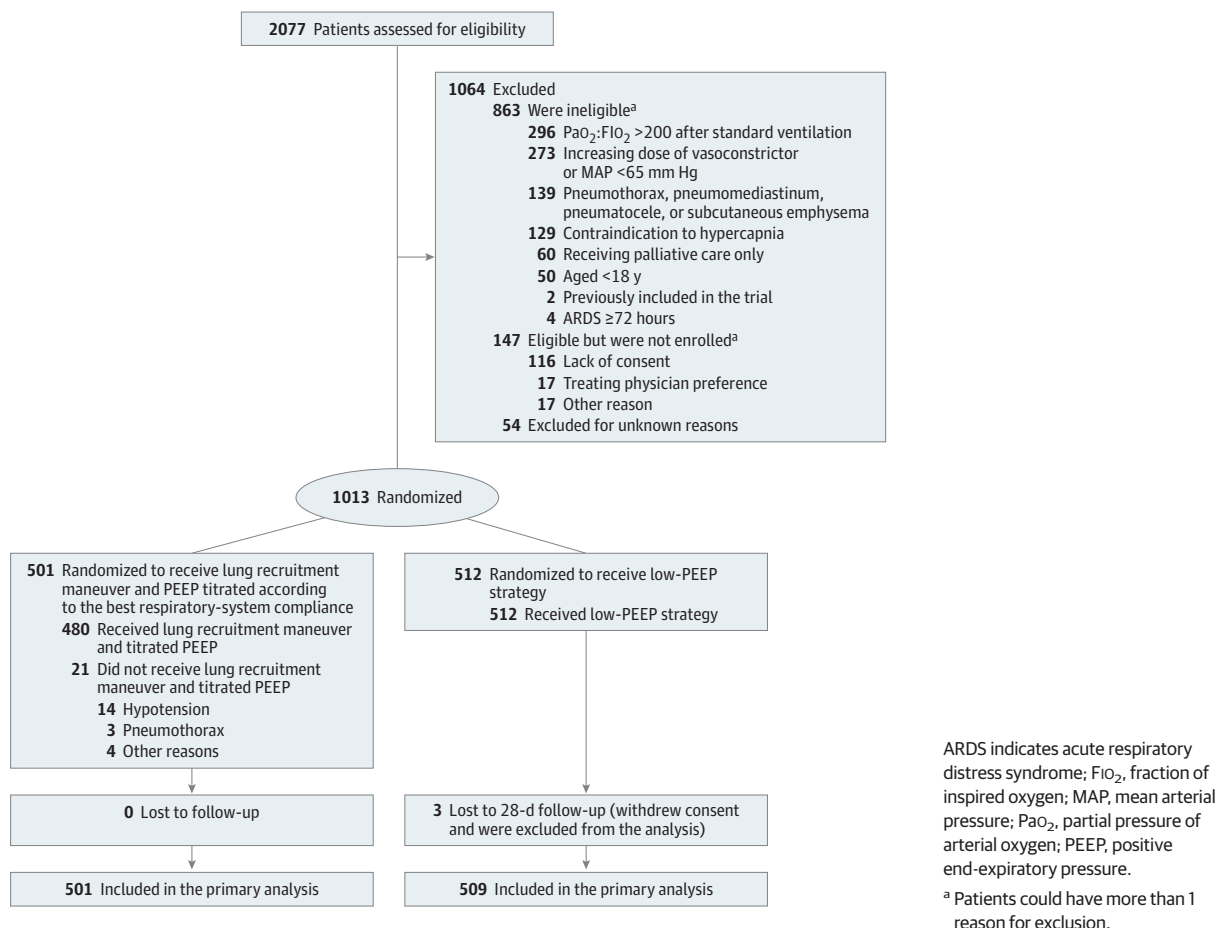 2077 Patients assessed for eligibility
1064 Excluded
863 Were ineligibleᵃ
296 PaO₂:FIO₂ >200 after standard ventilation
273 Increasing dose of vasoconstrictor
or MAP <65 mm Hg
139 Pneumothorax, pneumomediastinum,
pneumatocele, or subcutaneous emphysema
129 Contraindication to hypercapnia
60 Receiving palliative care only
50 Aged <18 y
2 Previously included in the trial
4 ARDS ≥72 hours
147 Eligible but were not enrolledᵃ
116 Lack of consent
17 Treating physician preference
17 Other reason
54 Excluded for unknown reasons
1013 Randomized
501 Randomized to receive lung recruitment
maneuver and PEEP titrated according
to the best respiratory-system compliance
480 Received lung recruitment maneuver
and titrated PEEP
21 Did not receive lung recruitment
maneuver and titrated PEEP
14 Hypotension
3 Pneumothorax
4 Other reasons
512 Randomized to receive low-PEEP
strategy
512 Received low-PEEP strategy
0 Lost to follow-up
3 Lost to 28-d follow-up (withdrew consent
and were excluded from the analysis)
501 Included in the primary analysis
509 Included in the primary analysis
ARDS indicates acute respiratory
distress syndrome; FIO₂, fraction of
inspired oxygen; MAP, mean arterial
pressure; PaO₂, partial pressure of
arterial oxygen; PEEP, positive
end-expiratory pressure.
ᵃ Patients could have more than 1
reason for exclusion.